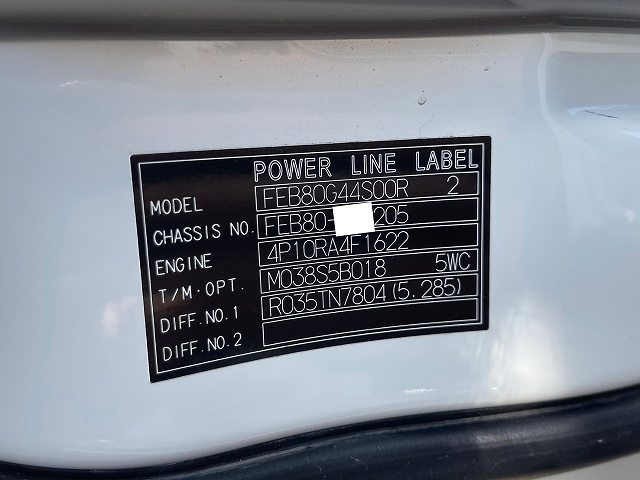 POWER LINE LABEL
MODEL FEB80G44S00R 2
CHASSIS NO. FEB80- 205
ENGINE 4P10RA4F1622
T/M·OPT. M038S5B018 5WC
DIFF.NO.1 R035TN7804(5.285)
DIFF.NO.2